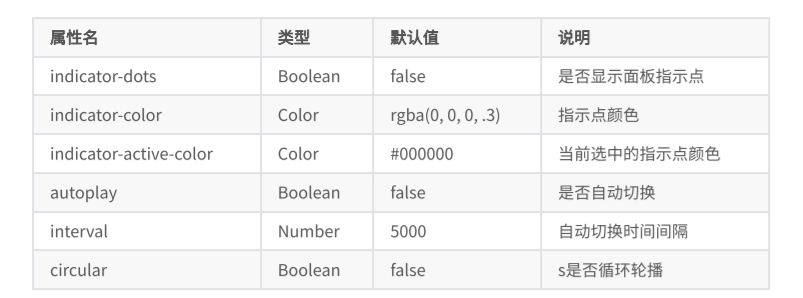 属性名 类型 默认值 说明
indicator-dots Boolean false 是否显示面板指示点
indicator-color Color rgba(0, 0, 0, .3) 指示点颜色
indicator-active-color Color #000000 当前选中的指示点颜色
autoplay Boolean false 是否自动切换
interval Number 5000 自动切换时间间隔
circular Boolean false s是否循环轮播